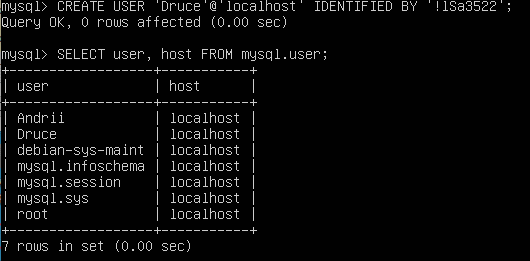 mysql> CREATE USER 'Druce'@'localhost' IDENTIFIED BY '!lSa3522';
Query OK, 0 rows affected (0.00 sec)
mysql> SELECT user, host FROM mysql.user;
+------------------+-----------+
| user             | host      |
+------------------+-----------+
| Andrii           | localhost |
| Druce            | localhost |
| debian-sys-maint | localhost |
| mysql.infoschema | localhost |
| mysql.session    | localhost |
| mysql.sys        | localhost |
| root             | localhost |
+------------------+-----------+
7 rows in set (0.00 sec)